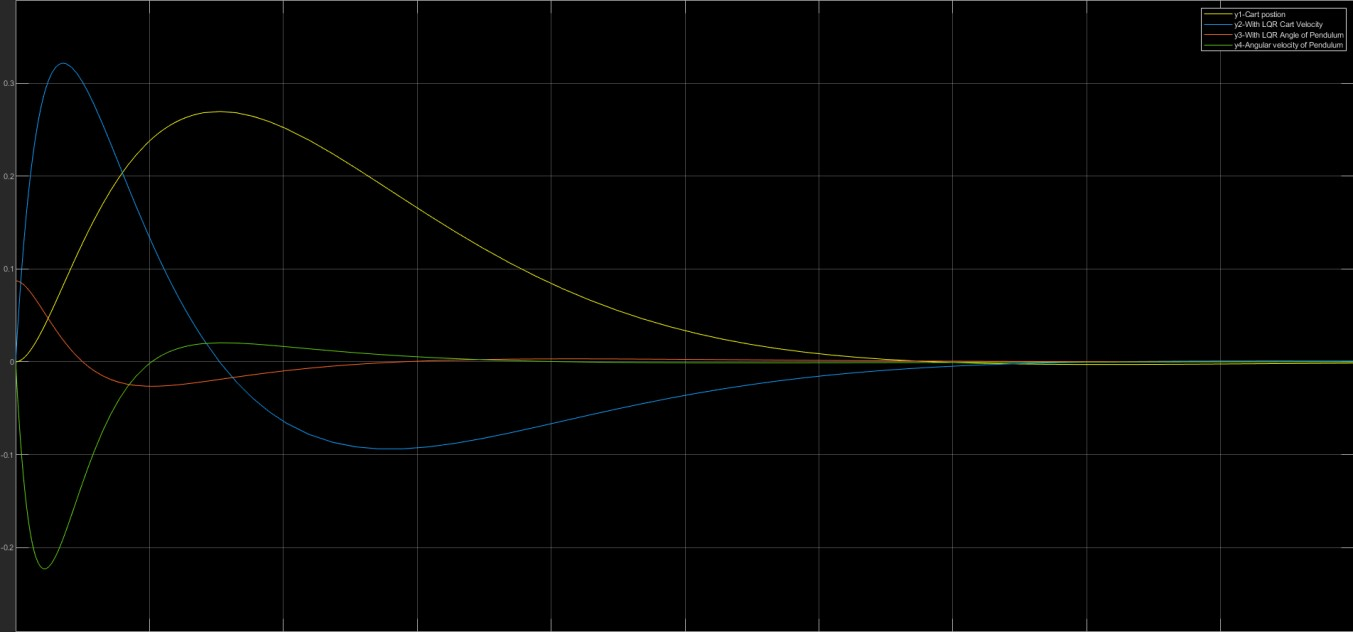 y1-Cart postion
y2-With LQR Cart Velocity
y3-With LQR Angle of Pendulum
y4-Angular velocity of Pendulum
0.3
0.2
0.1
0
-0.1
-0.2